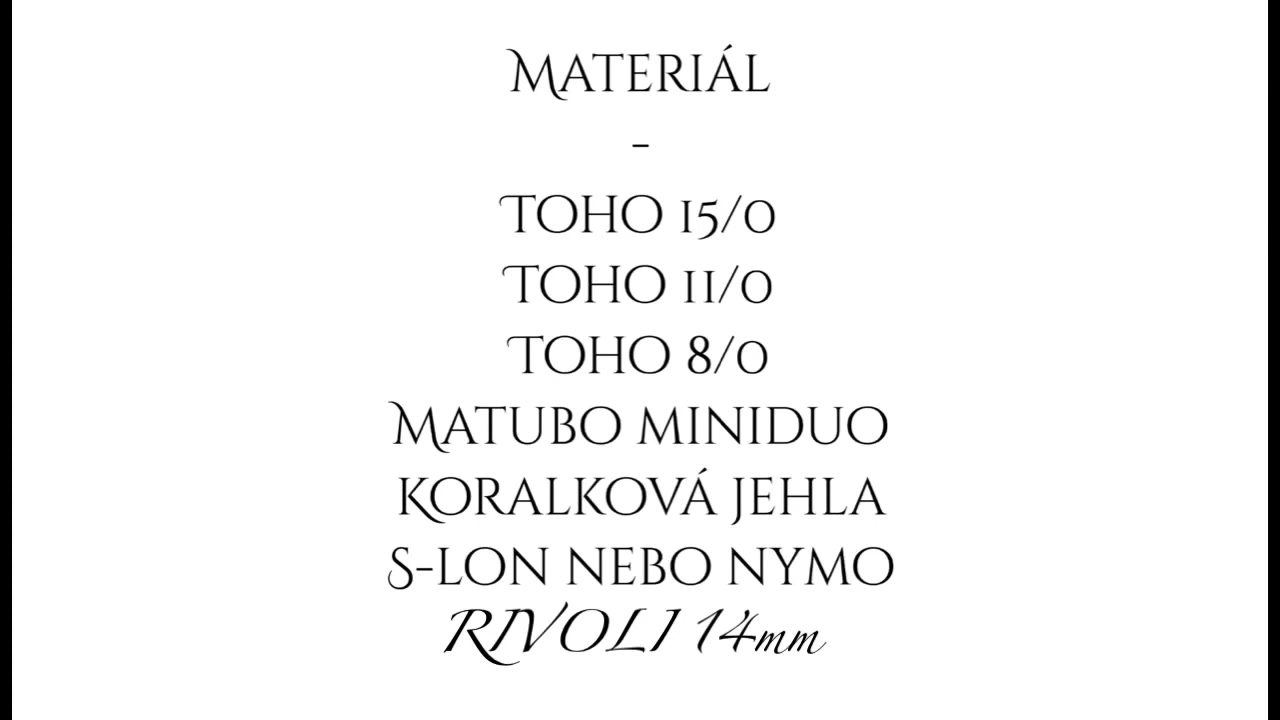 Materiál
-
Toho 15/0
Toho 11/0
Toho 8/0
Matubo miniduo
Koralková jehla
S-lon nebo nymo
RIVOLI 14mm